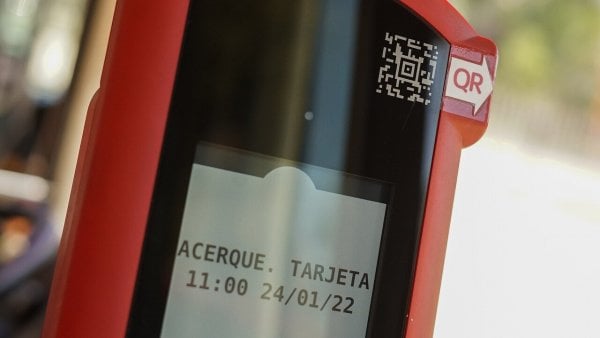 QR
ACERQUE. TARJETA
11:00 24/01/22